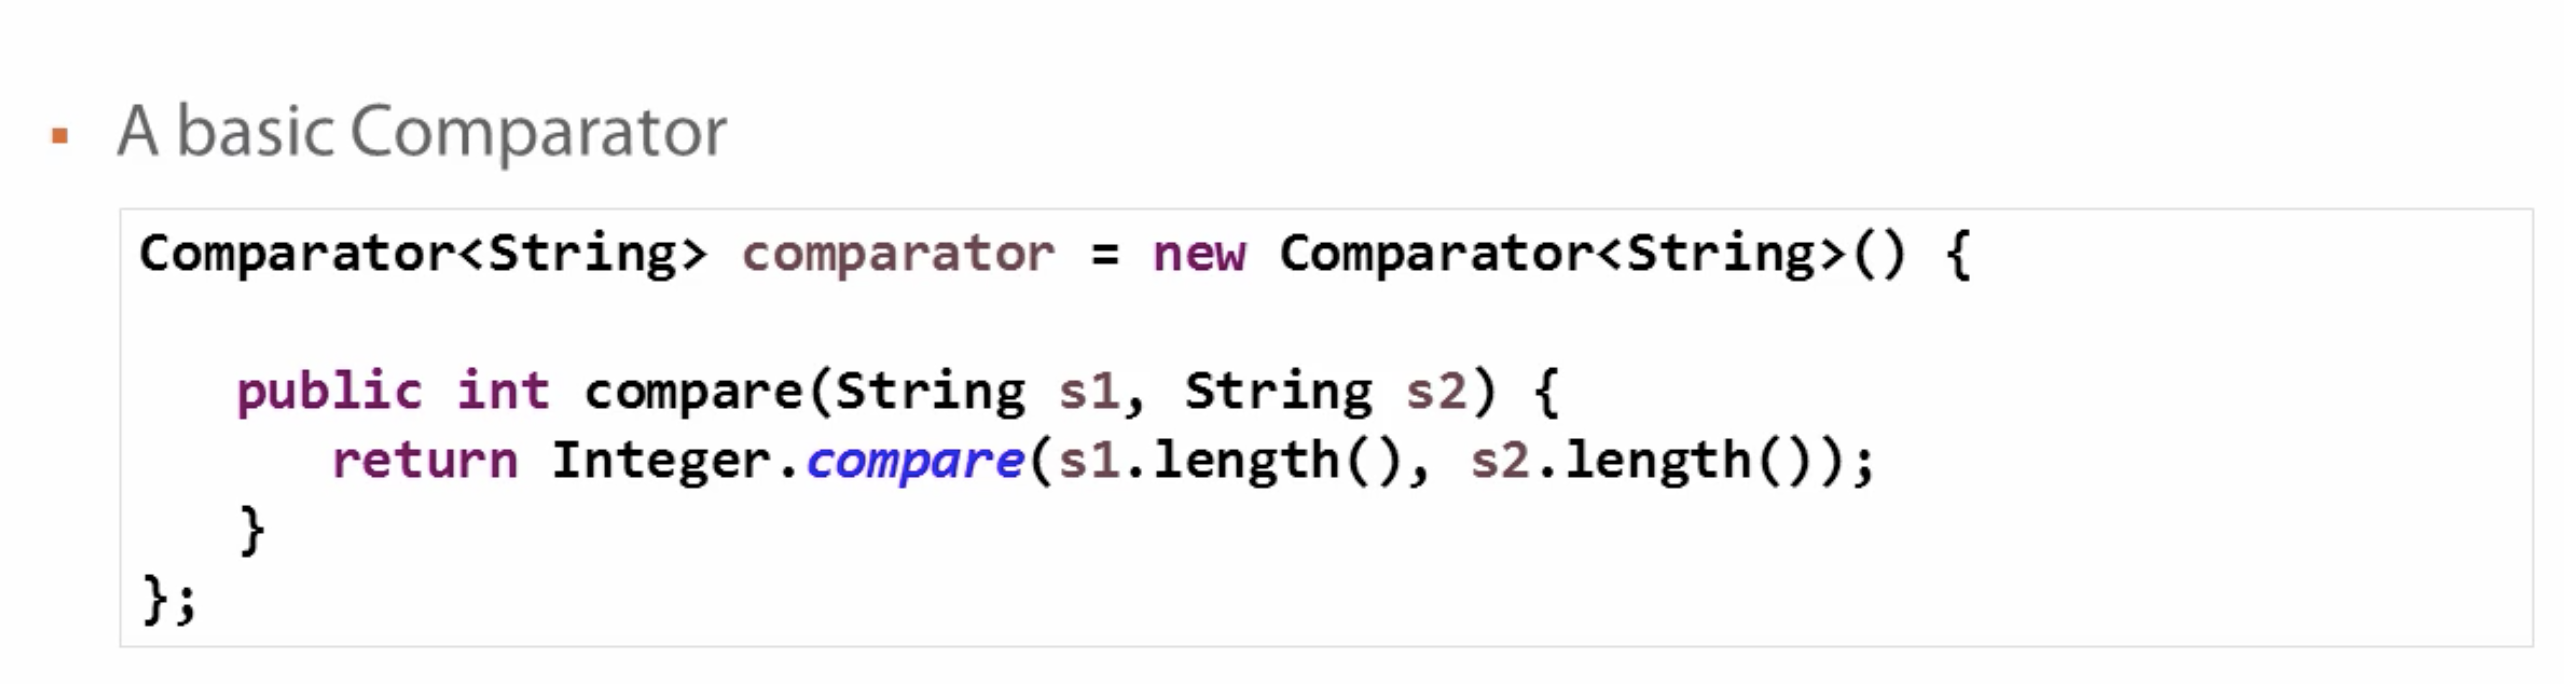 A basic Comparator
Comparator<String> comparator = new Comparator<String>() {
public int compare(String s1, String s2) {
return Integer.compare(s1.length(), s2.length());
}
};